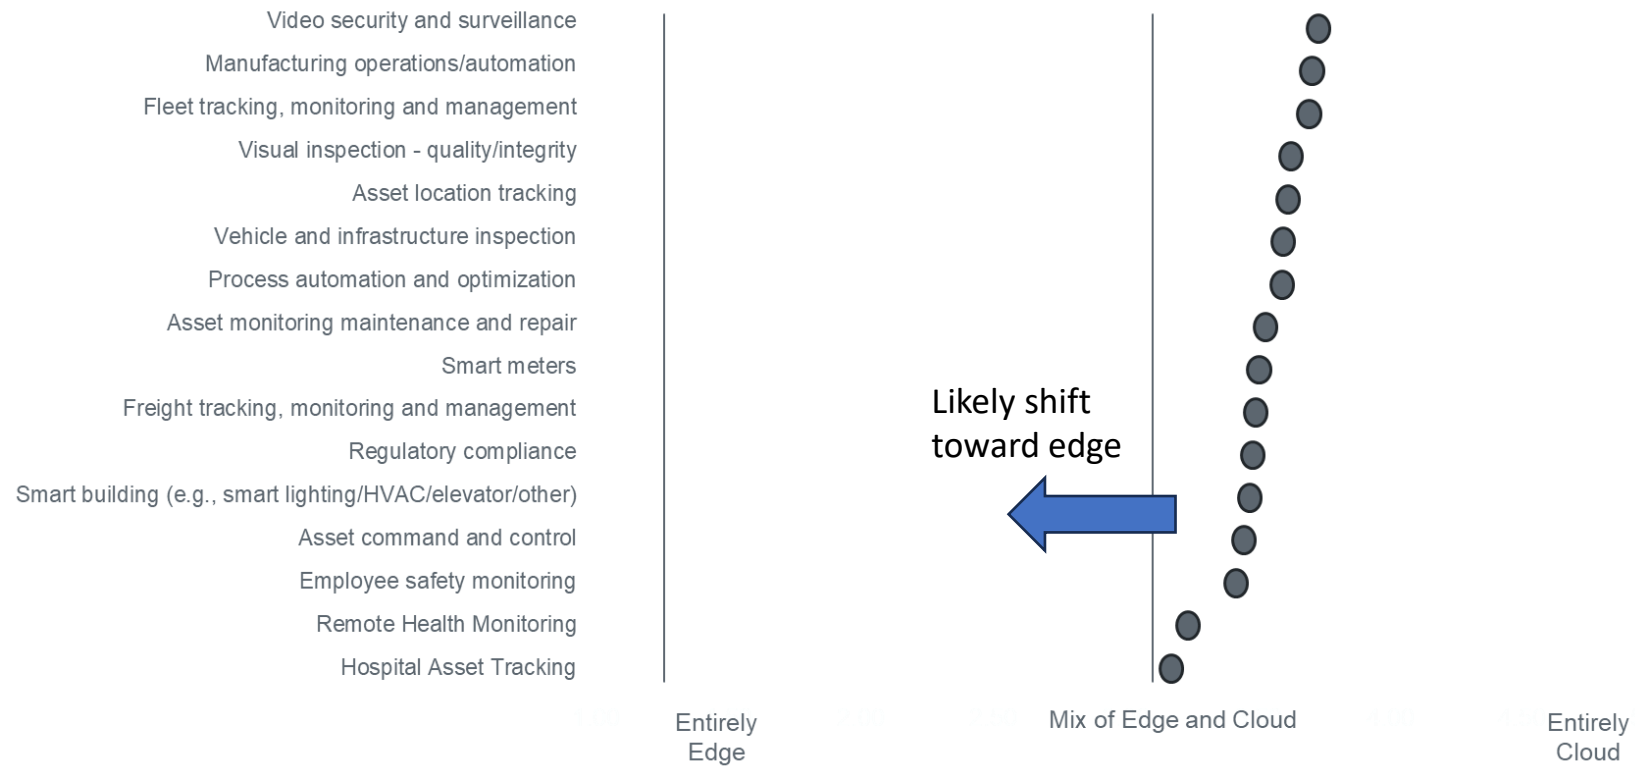 Video security and surveillance
Manufacturing operations/automation
Fleet tracking, monitoring and management
Visual inspection - quality/integrity
Asset location tracking
Vehicle and infrastructure inspection
Process automation and optimization
Asset monitoring maintenance and repair
Smart meters
Freight tracking, monitoring and management
Regulatory compliance
Smart building (e.g., smart lighting/HVAC/elevator/other)
Asset command and control
Employee safety monitoring
Remote Health Monitoring
Hospital Asset Tracking
Likely shift
toward edge
Entirely
Edge
Mix of Edge and Cloud
Entirely
Cloud